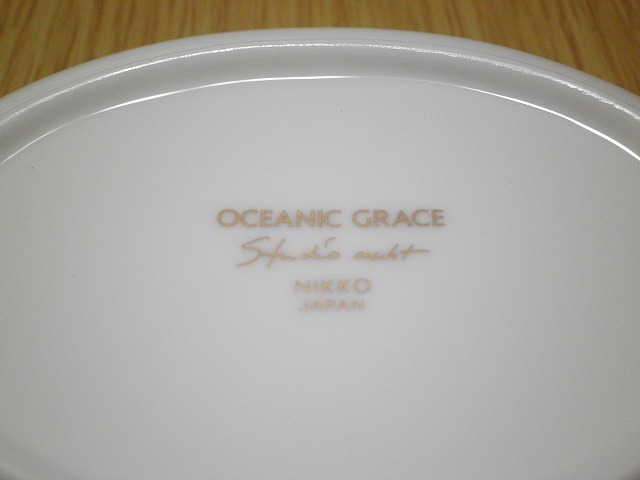 OCEANIC GRACE
Studio
NIKKO
JAPAN